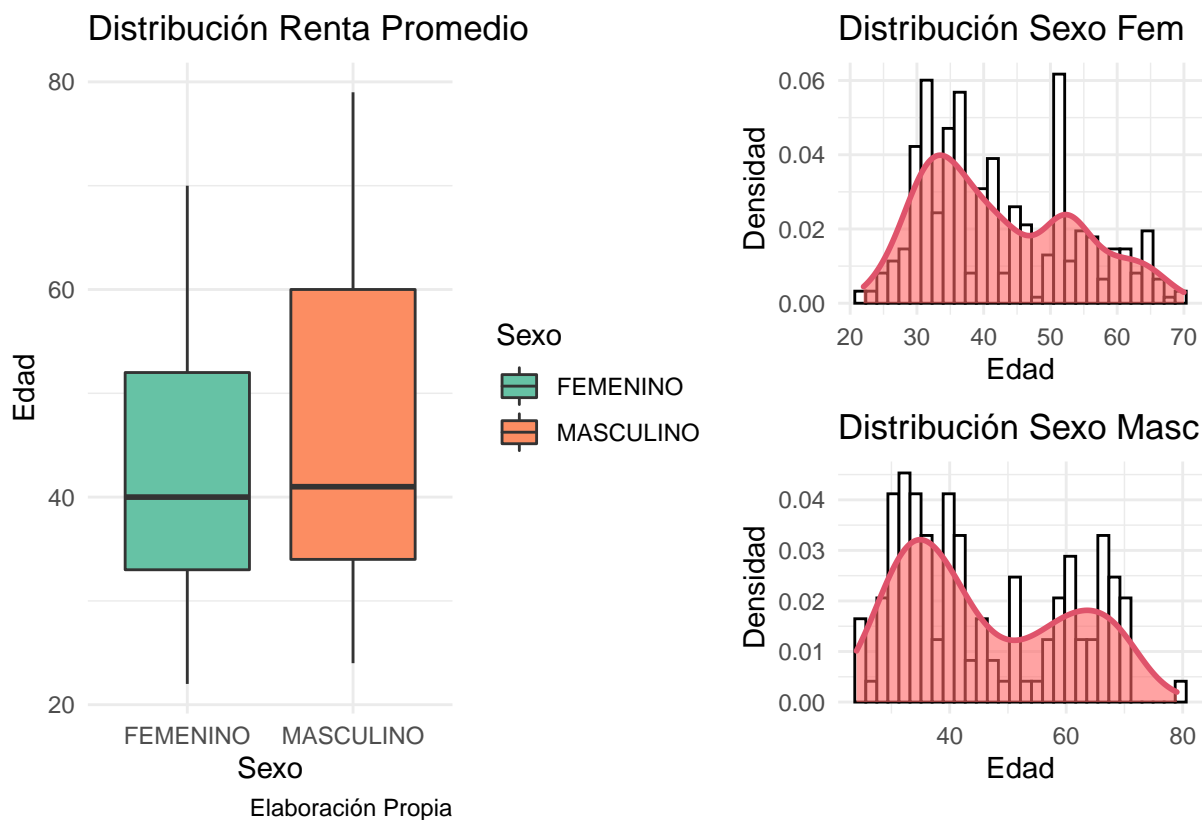 Distribución Renta Promedio
80
60
40
20
Edad
FEMENINO MASCULINO
Sexo
Elaboración Propia
Sexo
FEMENINO
MASCULINO
Distribución Sexo Fem
0.06
0.04
0.02
0.00
Densidad
20 30 40 50 60 70
Edad
Distribución Sexo Masc
0.04
0.03
0.02
0.01
0.00
Densidad
40 60 80
Edad